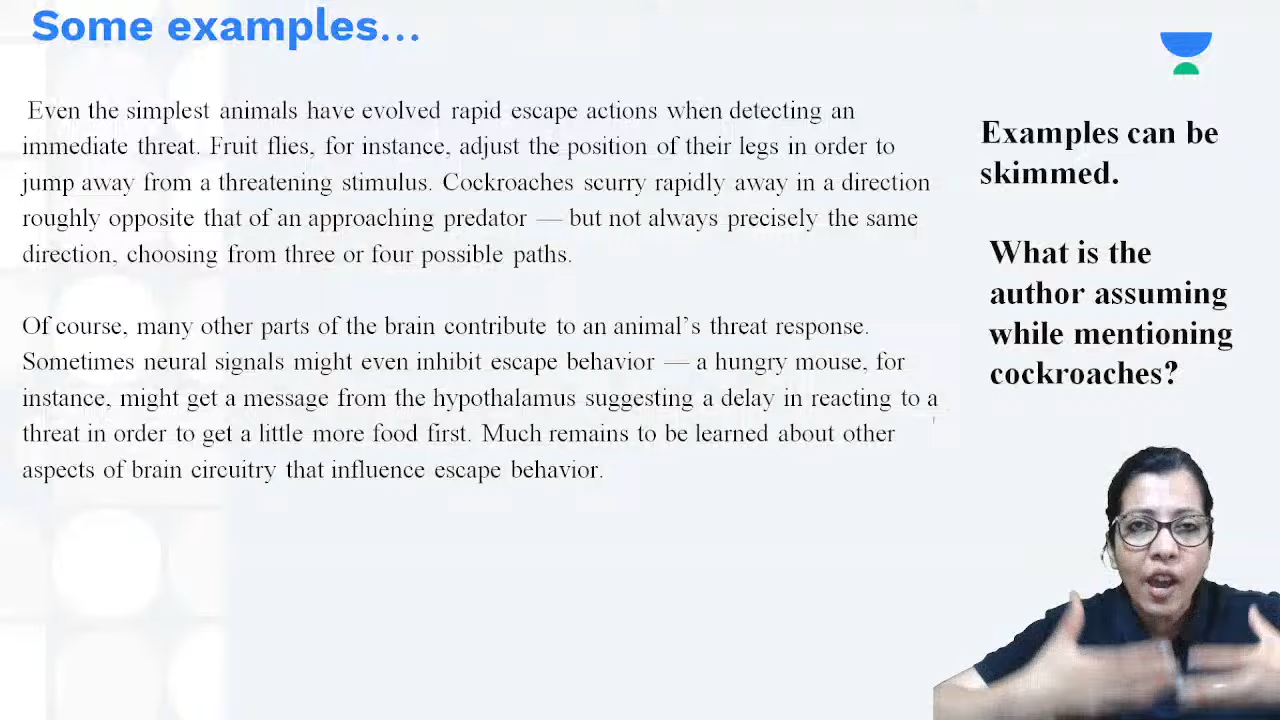 Some examples...
Even the simplest animals have evolved rapid escape actions when detecting an
immediate threat. Fruit flies, for instance, adjust the position of their legs in order to
jump away from a threatening stimulus. Cockroaches scurry rapidly away in a direction
roughly opposite that of an approaching predator — but not always precisely the same
direction, choosing from three or four possible paths.
Of course, many other parts of the brain contribute to an animal's threat response.
Sometimes neural signals might even inhibit escape behavior — a hungry mouse, for
instance, might get a message from the hypothalamus suggesting a delay in reacting to a
threat in order to get a little more food first. Much remains to be learned about other
aspects of brain circuitry that influence escape behavior.
Examples can be
skimmed.
What is the
author assuming
while mentioning
cockroaches?